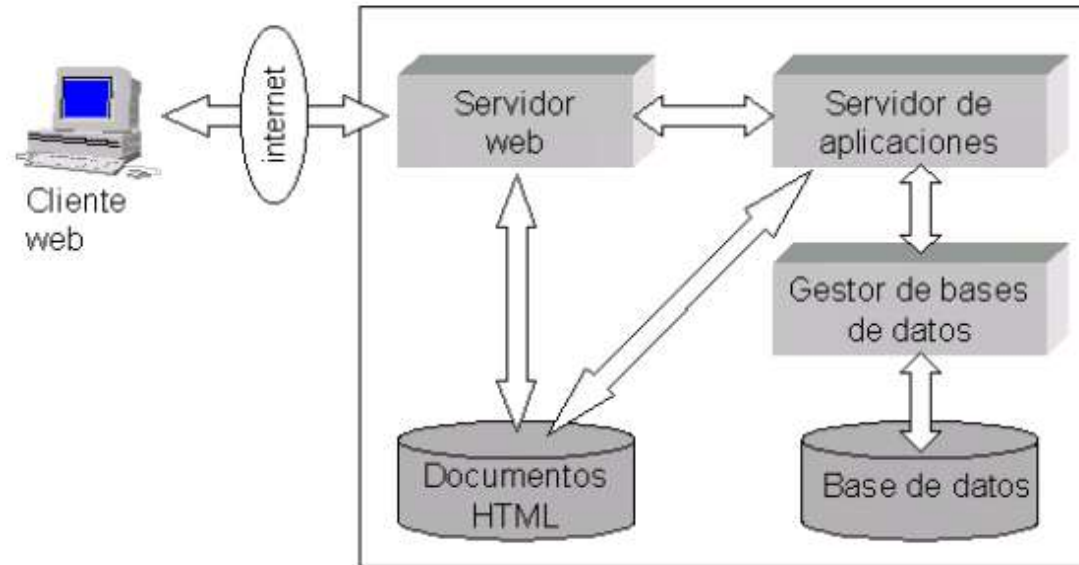 Cliente
web
internet
Servidor
web
Servidor de
aplicaciones
Gestor de bases
de datos
Documentos
HTML
Base de datos